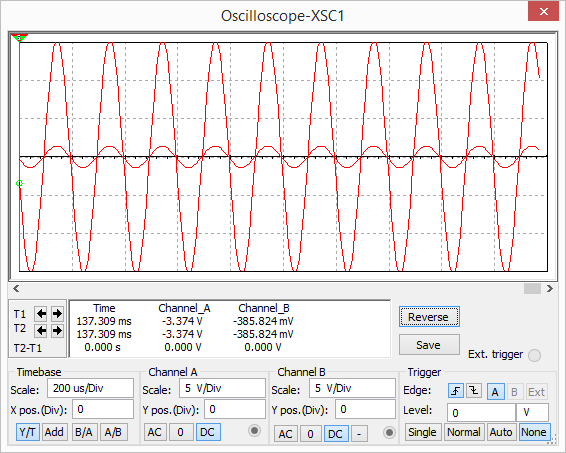 Oscilloscope-XSC1
T1
T2
T2-T1
Time Channel_A Channel_B
137.309 ms -3.374 V -385.824 mV
137.309 ms -3.374 V -385.824 mV
0.000 s 0.000 V 0.000 V
Reverse
Save
Ext. trigger
Timebase
Scale: 200 us/Div
X pos.(Div): 0
Y/T Add B/A A/B
Channel A
Scale: 5 V/Div
Y pos.(Div): 0
AC 0 DC
Channel B
Scale: 5 V/Div
Y pos.(Div): 0
AC 0 DC -
Trigger
Edge: A B Ext
Level: 0 V
Single Normal Auto None